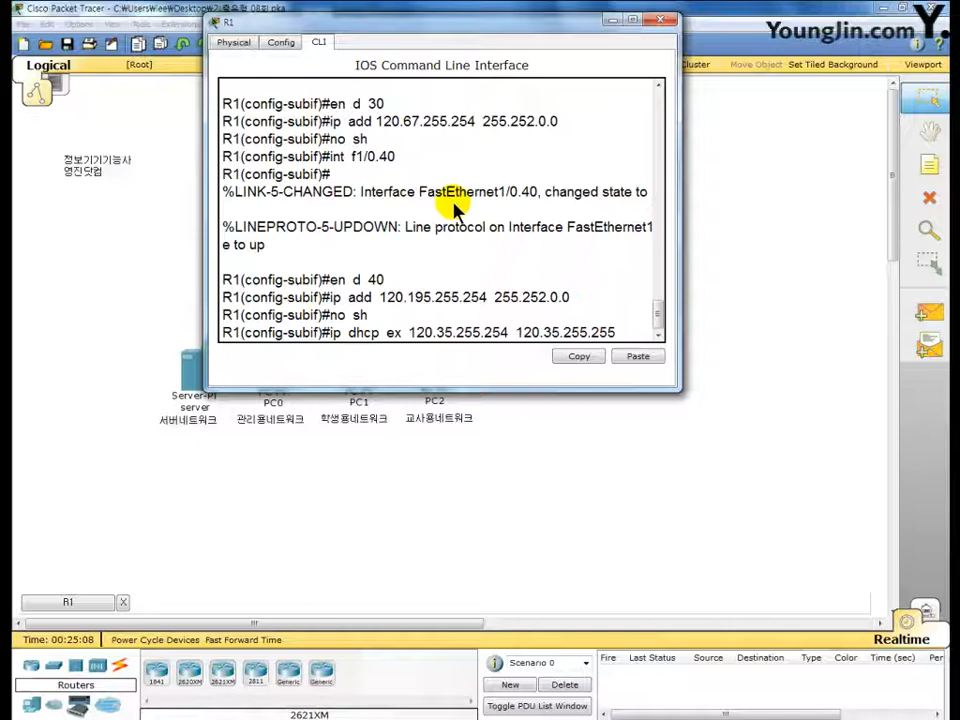 Cisco Packet Tracer - C:\Users\lee\Desktop\기출유형 08회.pka
YoungJin.com Y.
Logical
[Root]
Cluster
Move Object
Set Tiled Background
Viewport
R1
Physical
Config
CLI
IOS Command Line Interface
R1(config-subif)#en d 30
R1(config-subif)#ip add 120.67.255.254 255.252.0.0
R1(config-subif)#no sh
R1(config-subif)#int f1/0.40
R1(config-subif)#
%LINK-5-CHANGED: Interface FastEthernet1/0.40, changed state to
%LINEPROTO-5-UPDOWN: Line protocol on Interface FastEthernet1
e to up
R1(config-subif)#en d 40
R1(config-subif)#ip add 120.195.255.254 255.252.0.0
R1(config-subif)#no sh
R1(config-subif)#ip dhcp ex 120.35.255.254 120.35.255.255
Copy
Paste
정보기기기능사
영진닷컴
Server-PT
server
서버네트워크
PC0
관리용네트워크
PC1
학생용네트워크
PC2
교사용네트워크
R1 X
Time: 00:25:08
Power Cycle Devices Fast Forward Time
Realtime
Routers
1841
2620XM
2621XM
2811
Generic
Generic
2621XM
Scenario 0
New
Delete
Toggle PDU List Window
Fire
Last Status
Source
Destination
Type
Color
Time (sec)
Per